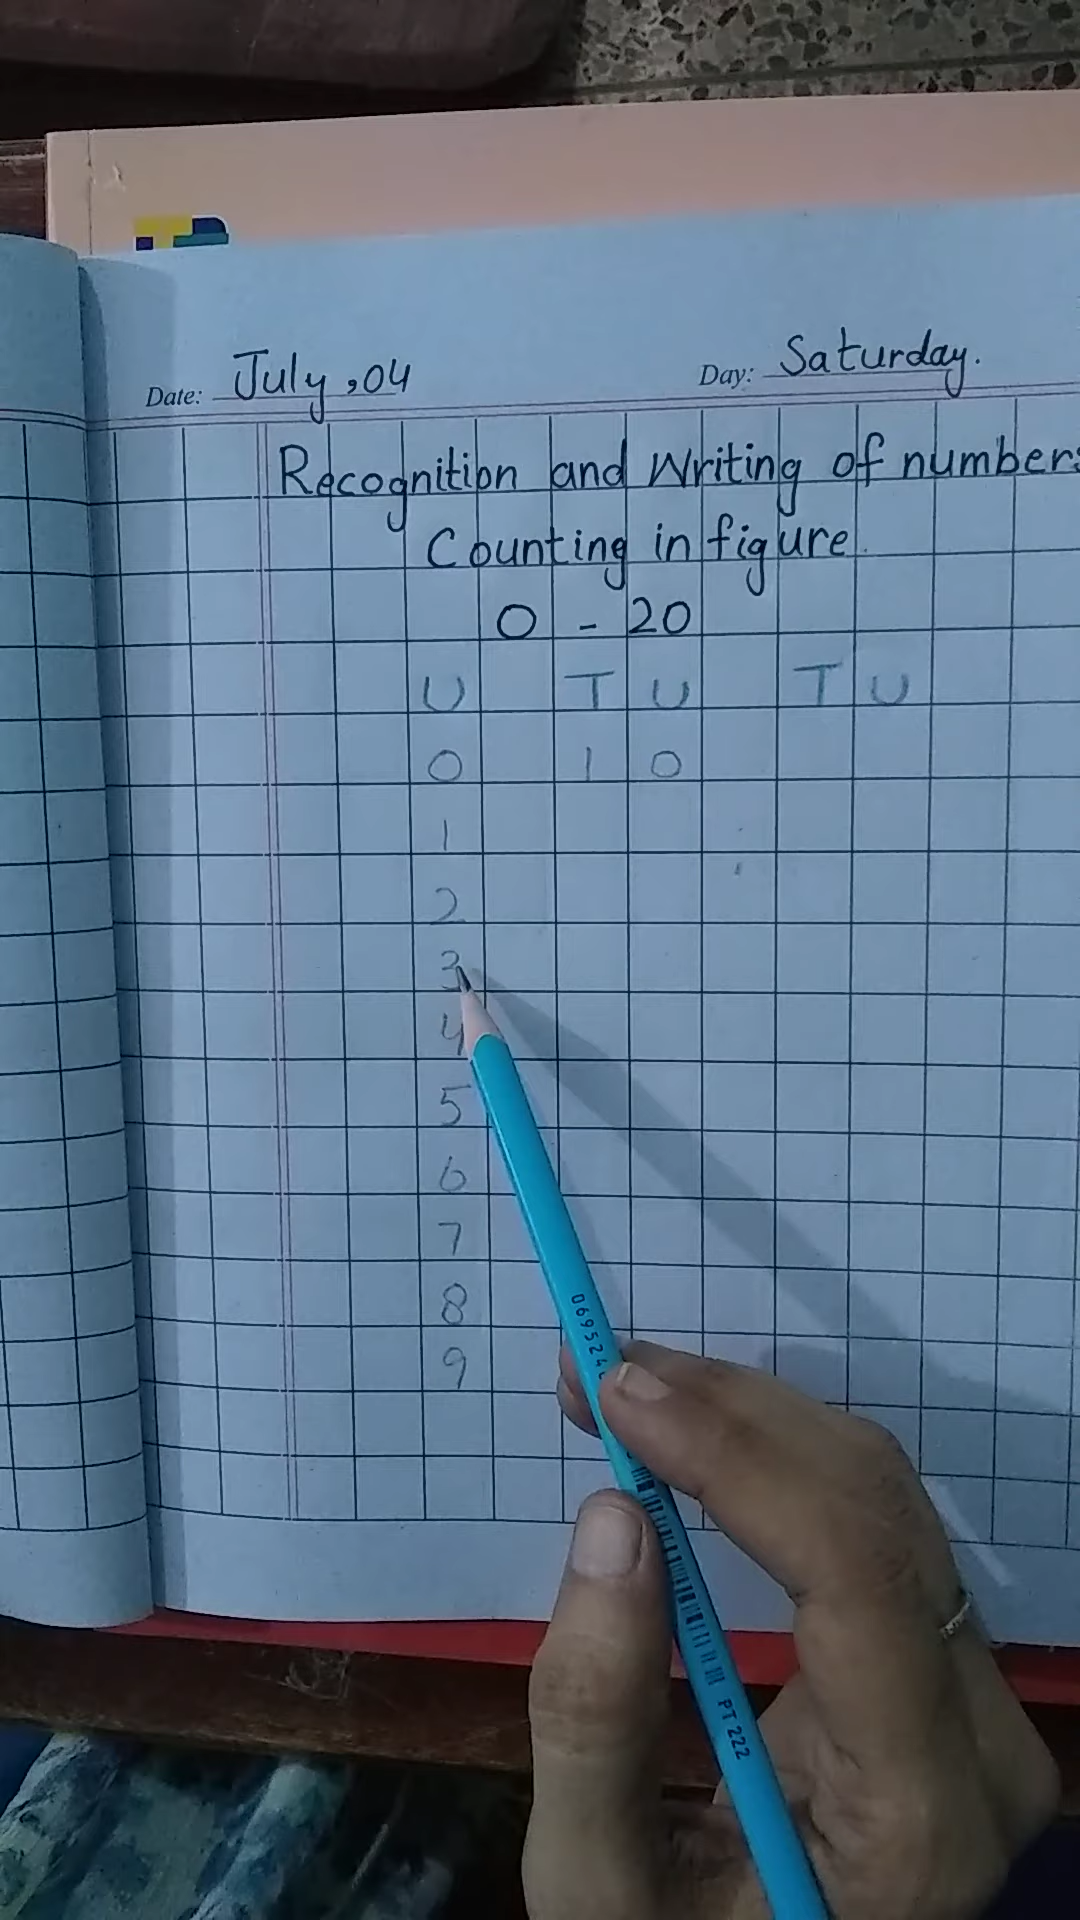 Date: July, 04 Day: Saturday.
Recognition and Writing of numbers
Counting in figure
0 - 20
U T U T U
0 1 0
1
2
3
4
5
6
7
8
9
PT 222